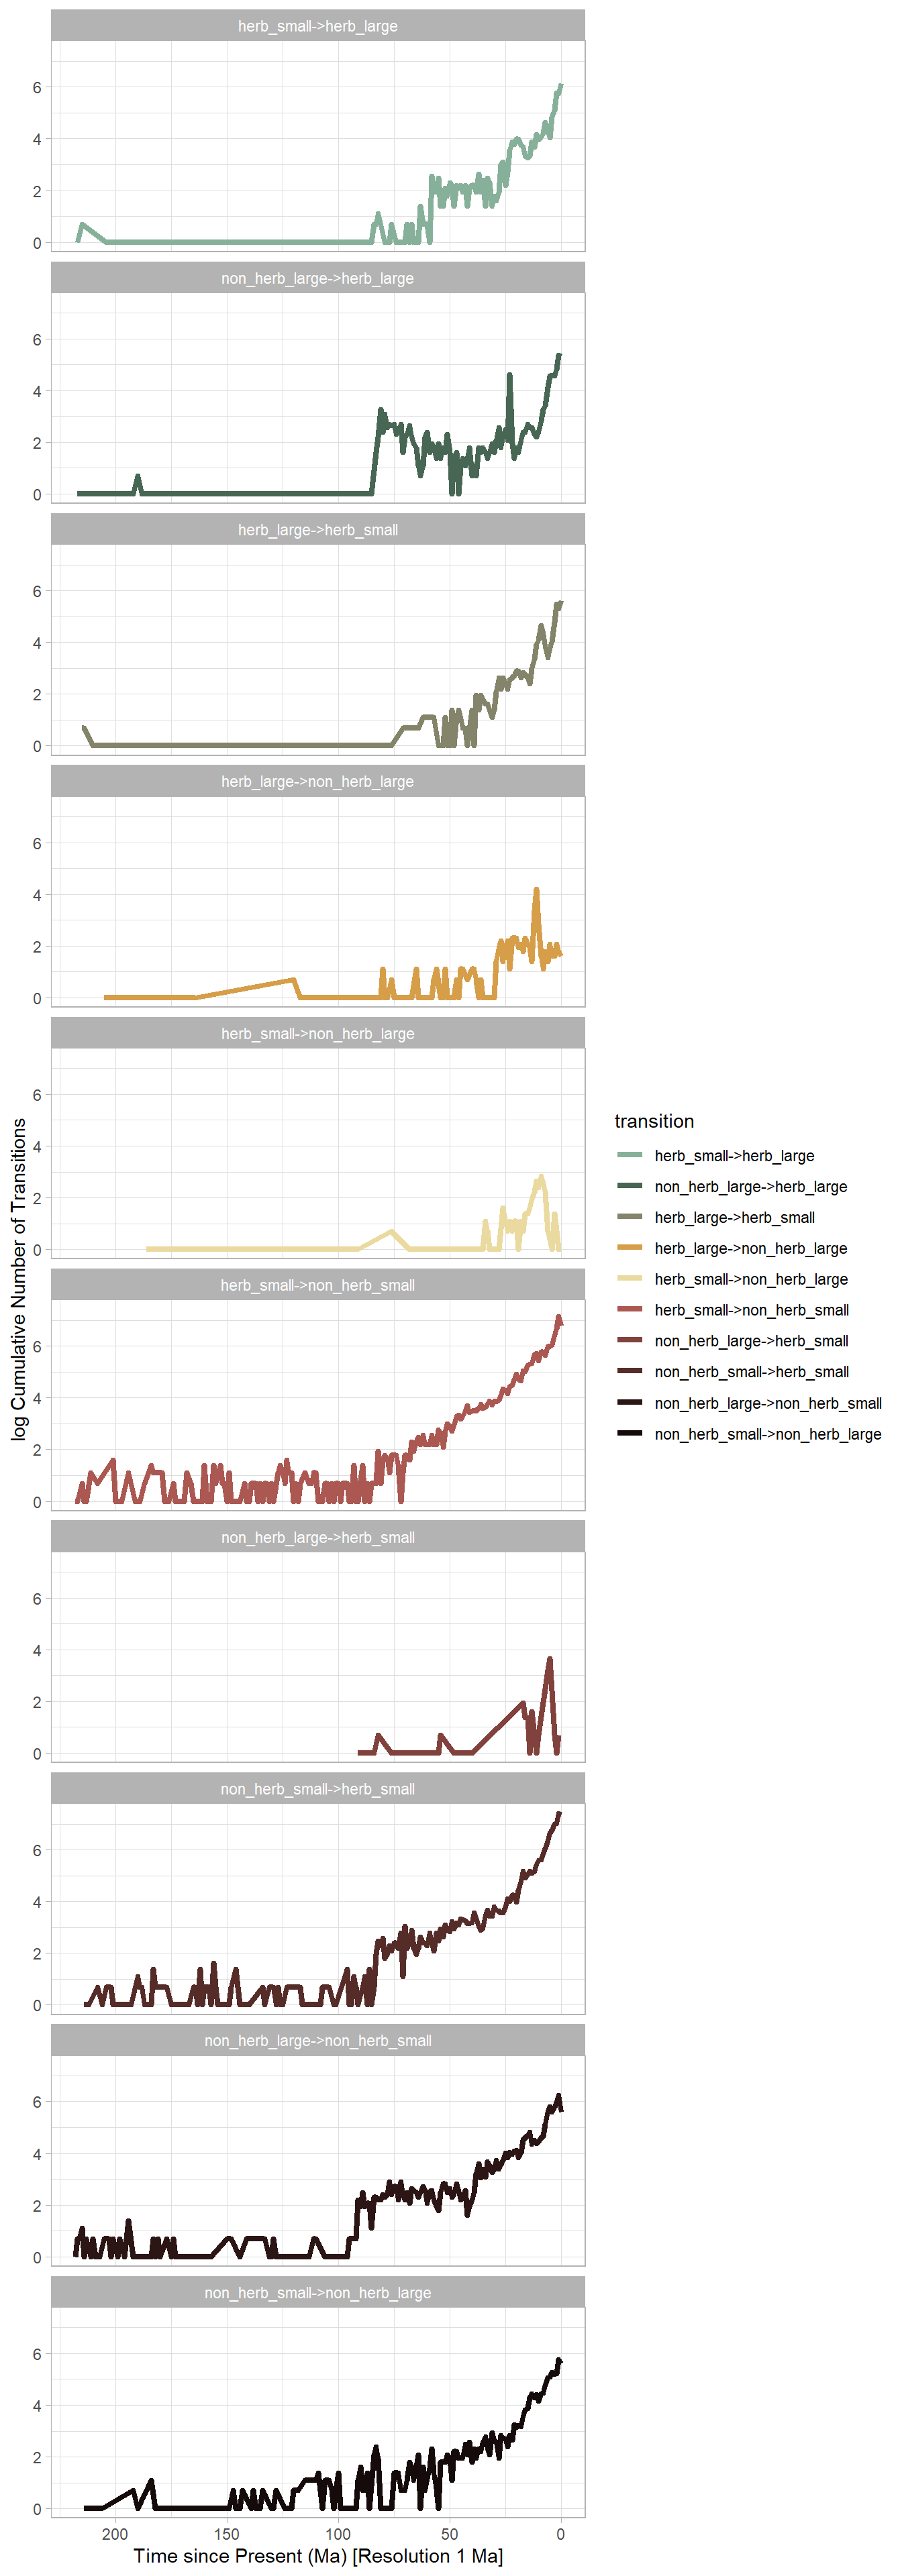 herb_small->herb_large
6
4
2
0
non_herb_large->herb_large
6
4
2
0
herb_large->herb_small
6
4
2
0
herb_large->non_herb_large
6
4
2
0
herb_small->non_herb_large
6
4
2
0
herb_small->non_herb_small
6
4
2
0
non_herb_large->herb_small
6
4
2
0
non_herb_small->herb_small
6
4
2
0
non_herb_large->non_herb_small
6
4
2
0
non_herb_small->non_herb_large
6
4
2
0
200 150 100 50 0
Time since Present (Ma) [Resolution 1 Ma]
log Cumulative Number of Transitions
transition
herb_small->herb_large
non_herb_large->herb_large
herb_large->herb_small
herb_large->non_herb_large
herb_small->non_herb_large
herb_small->non_herb_small
non_herb_large->herb_small
non_herb_small->herb_small
non_herb_large->non_herb_small
non_herb_small->non_herb_large